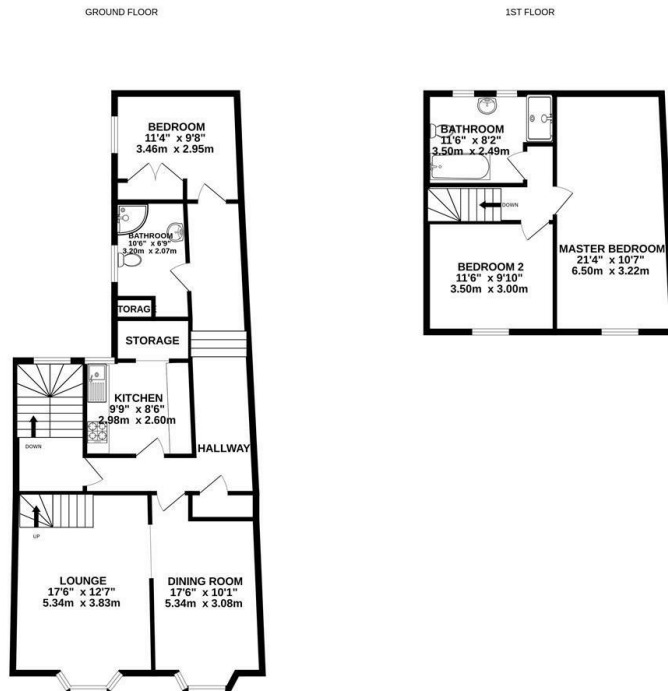 GROUND FLOOR
1ST FLOOR
BEDROOM
11'4" x 9'8"
3.46m x 2.95m
BATHROOM
10'6" x 6'9"
3.20m x 2.07m
TORAGE
STORAGE
KITCHEN
9'9" x 8'6"
2.98m x 2.60m
HALLWAY
DOWN
UP
LOUNGE
17'6" x 12'7"
5.34m x 3.83m
DINING ROOM
17'6" x 10'1"
5.34m x 3.08m
BATHROOM
11'6" x 8'2"
3.50m x 2.49m
DOWN
MASTER BEDROOM
21'4" x 10'7"
6.50m x 3.22m
BEDROOM 2
11'6" x 9'10"
3.50m x 3.00m